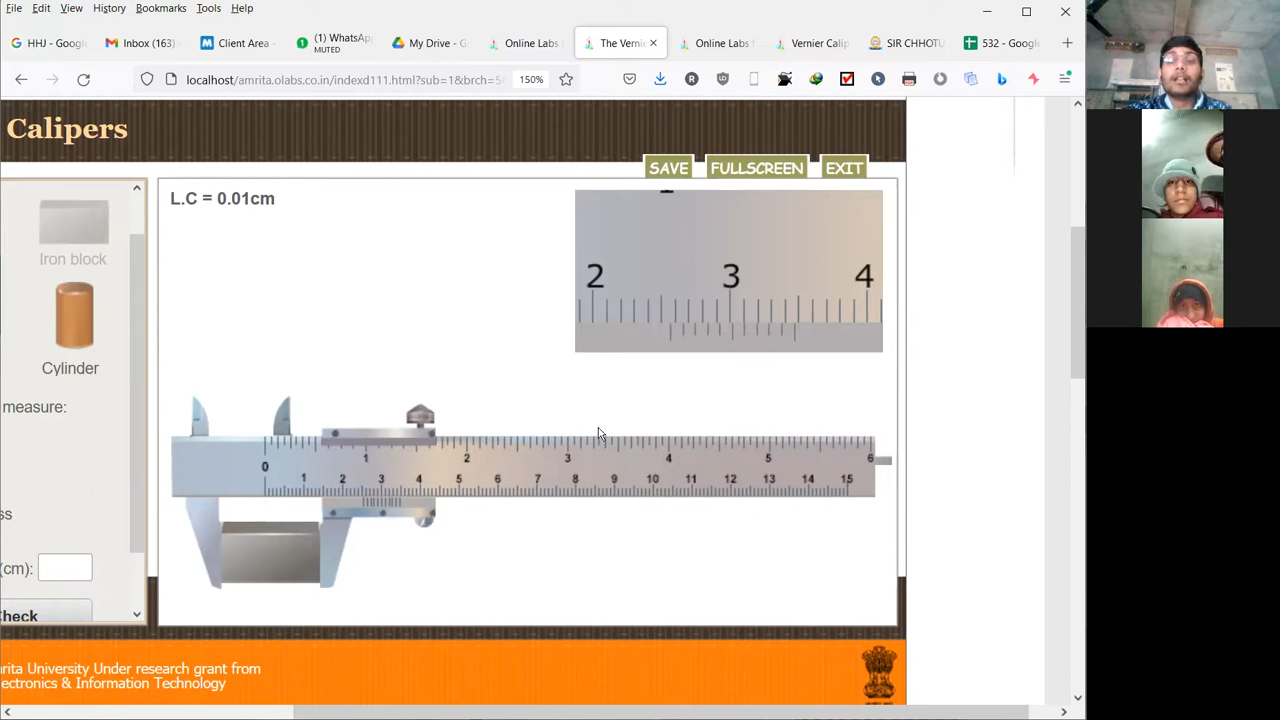 File Edit View History Bookmarks Tools Help
HHJ - Googl
Inbox (163
Client Area -
(1) WhatsAp
MUTED
My Drive - G
Online Labs
The Vernie
Online Labs f
Vernier Calip
SIR CHHOTU
532 - Google
localhost/amrita.olabs.co.in/indexd111.html?sub=1&brch=5
150%
Calipers
SAVE FULLSCREEN EXIT
L.C = 0.01cm
Iron block
Cylinder
measure:
ss
(cm):
Check
2 3 4
0 1 2 3 4 5 6
1 2 3 4 5 6 7 8 9 10 11 12 13 14 15
rita University Under research grant from
ectronics & Information Technology